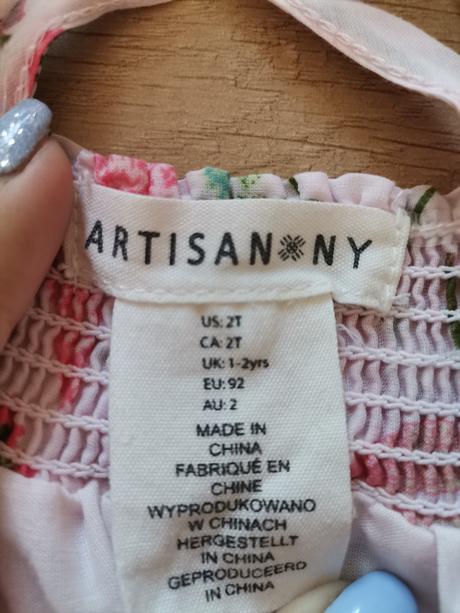 ARTISAN NY
US: 2T
CA: 2T
UK: 1-2yrs
EU: 92
AU: 2
MADE IN
CHINA
FABRIQUÉ EN
CHINE
WYPRODUKOWANO
W CHINACH
HERGESTELLT
IN CHINA
GEPRODUCEERD
IN CHINA